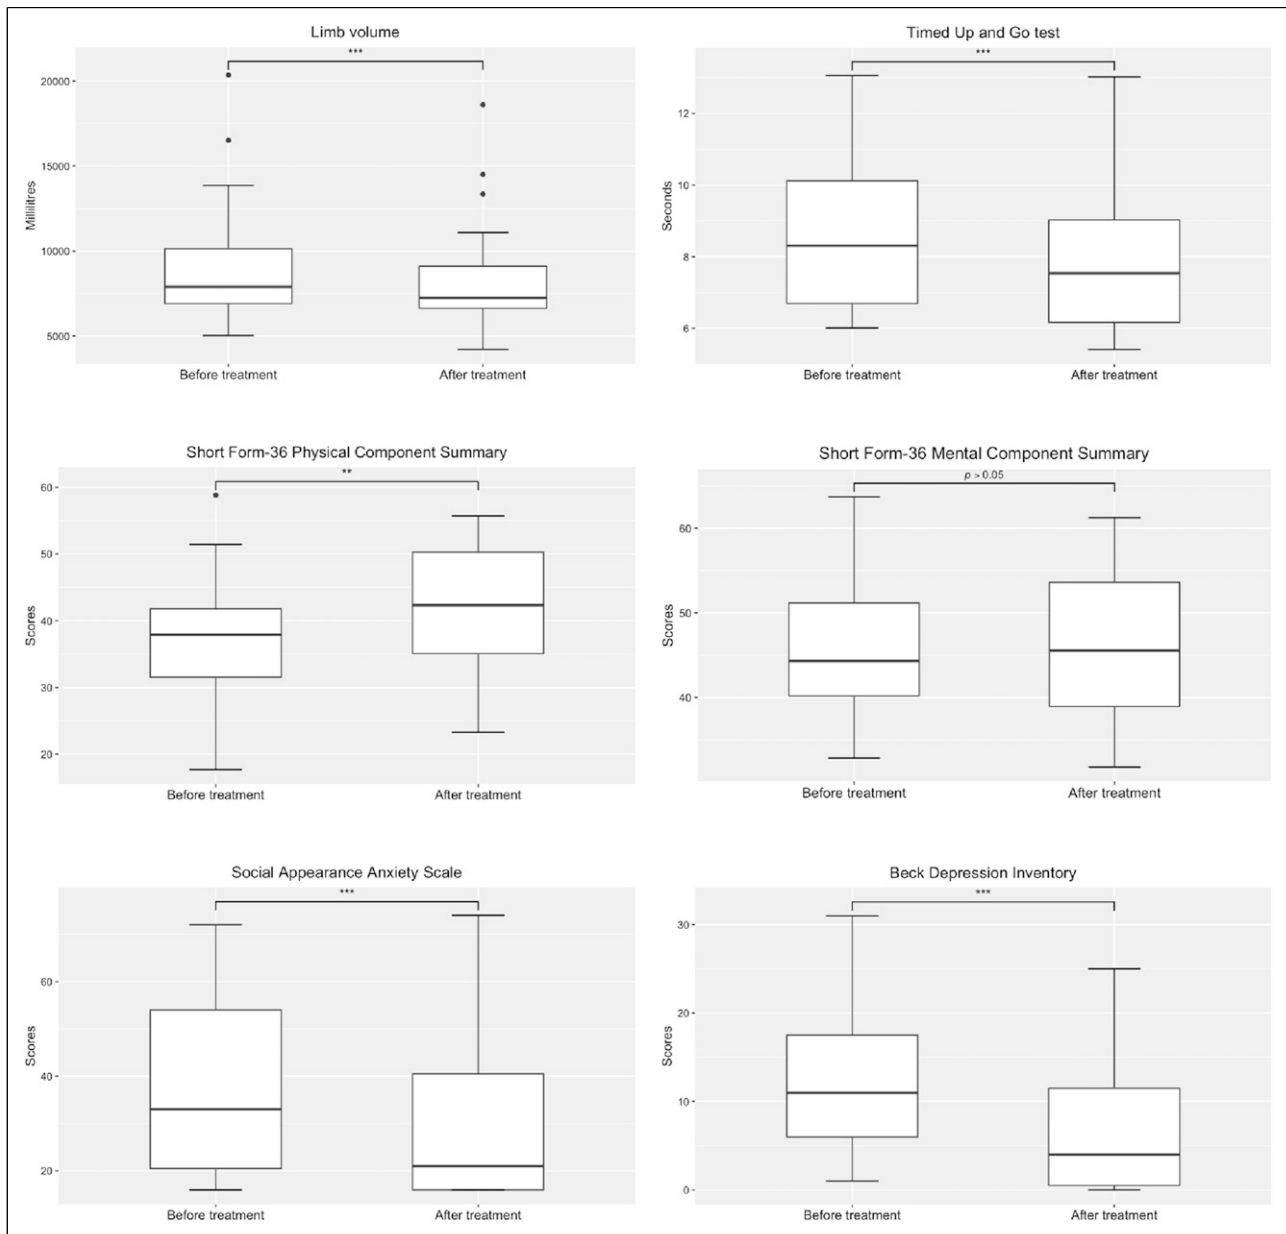 Limb volume
***
20000
15000
10000
5000
Millilitres
Before treatment After treatment
Timed Up and Go test
***
12
10
8
6
Seconds
Before treatment After treatment
Short Form-36 Physical Component Summary
**
60
50
40
30
20
Scores
Before treatment After treatment
Short Form-36 Mental Component Summary
p > 0.05
60
50
40
Scores
Before treatment After treatment
Social Appearance Anxiety Scale
***
60
40
20
Scores
Before treatment After treatment
Beck Depression Inventory
***
30
20
10
0
Scores
Before treatment After treatment